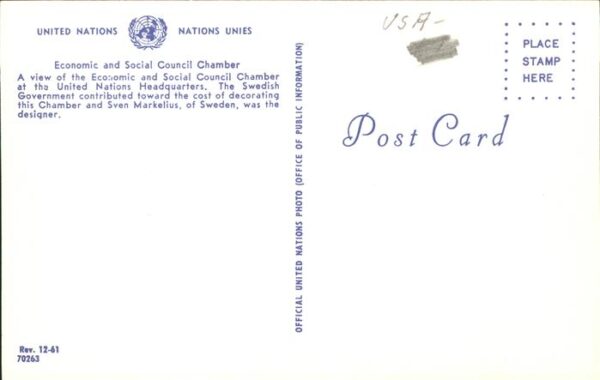 UNITED NATIONS NATIONS UNIES
Economic and Social Council Chamber
A view of the Economic and Social Council Chamber
at the United Nations Headquarters. The Swedish
Government contributed toward the cost of decorating
this Chamber and Sven Markelius, of Sweden, was the
designer.
Rev. 12-61
70263
OFFICIAL UNITED NATIONS PHOTO (OFFICE OF PUBLIC INFORMATION)
USA-
PLACE
STAMP
HERE
Post Card